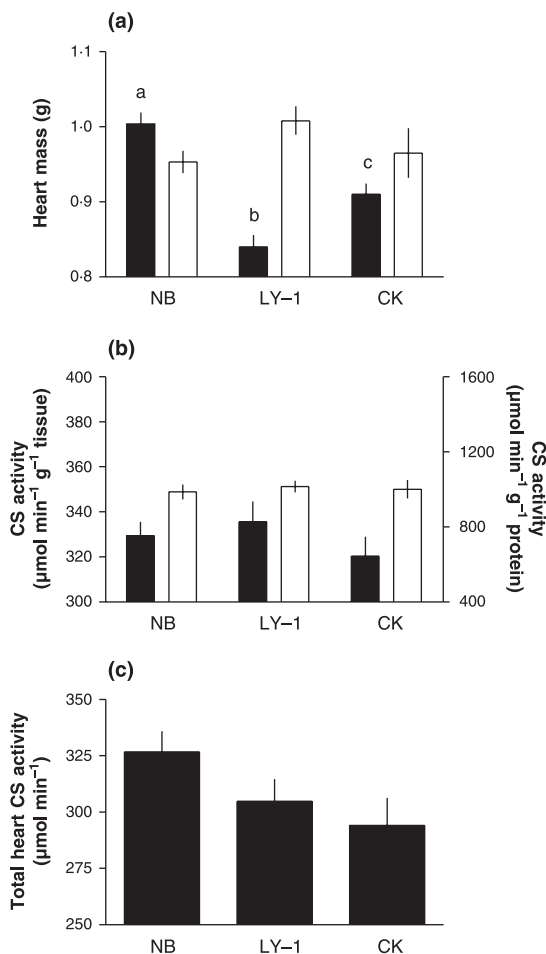 (a)
1·1
1·0
0·9
0·8
Heart mass (g)
a
b
c
NB
LY–1
CK
(b)
400
380
360
340
320
300
CS activity
(µmol min⁻¹ g⁻¹ tissue)
1600
1200
800
400
CS activity
(µmol min⁻¹ g⁻¹ protein)
NB
LY–1
CK
(c)
350
325
300
275
250
Total heart CS activity
(µmol min⁻¹)
NB
LY–1
CK